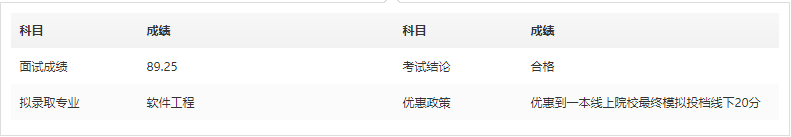 科目 成绩 科目 成绩
面试成绩 89.25 考试结论 合格
拟录取专业 软件工程 优惠政策 优惠到一本线上院校最终模拟投档线下20分